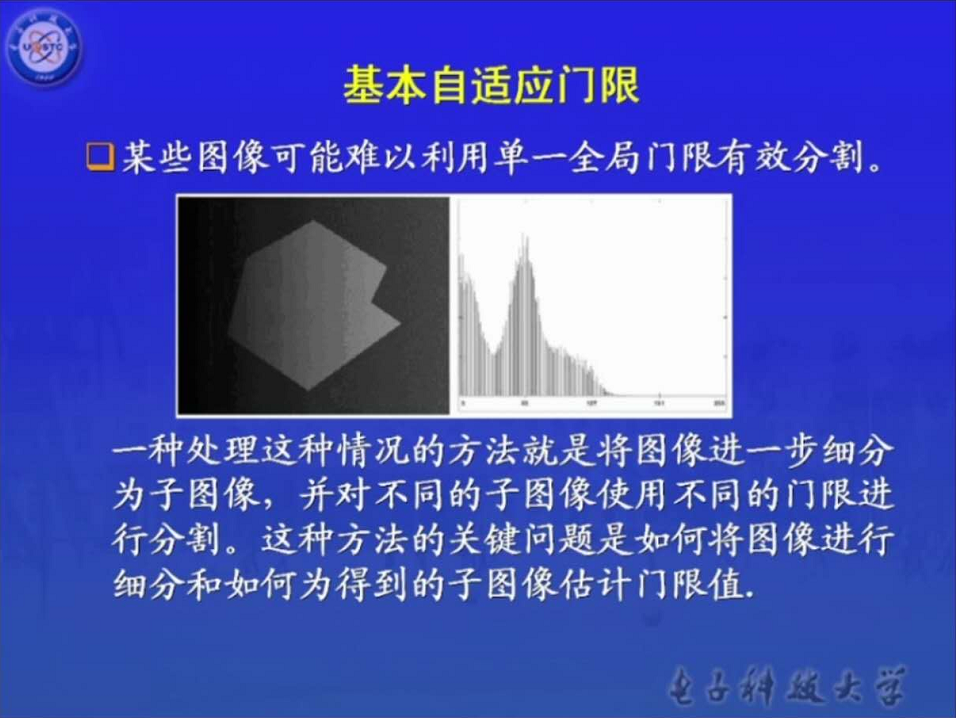 UESTC
1956
基本自适应门限
某些图像可能难以利用单一全局门限有效分割。
0 63 127 191 255
一种处理这种情况的方法就是将图像进一步细分
为子图像，并对不同的子图像使用不同的门限进
行分割。这种方法的关键问题是如何将图像进行
细分和如何为得到的子图像估计门限值.
电子科技大学